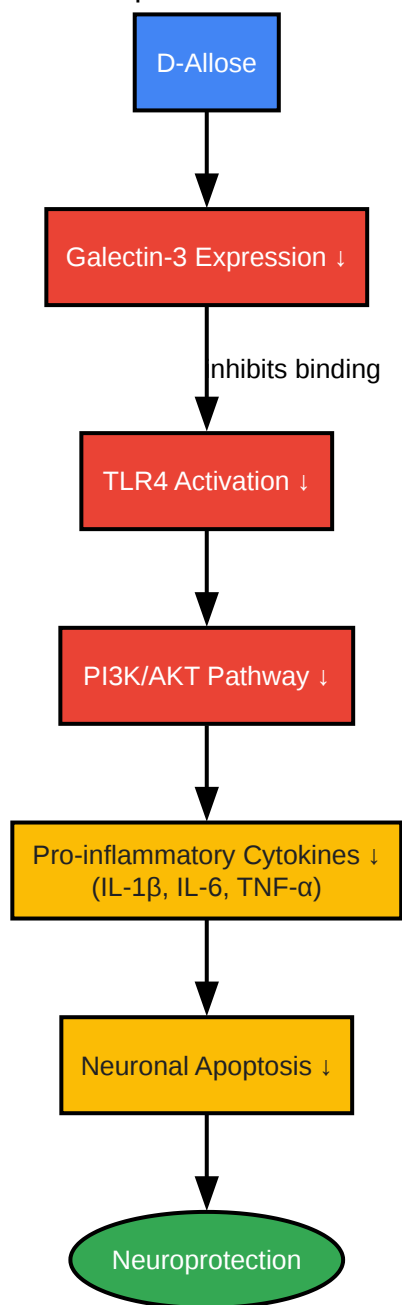 D-Allose
Galectin-3 Expression ↓
nhibits binding
TLR4 Activation ↓
PI3K/AKT Pathway ↓
Pro-inflammatory Cytokines ↓
(IL-1β, IL-6, TNF-α)
Neuronal Apoptosis ↓
Neuroprotection